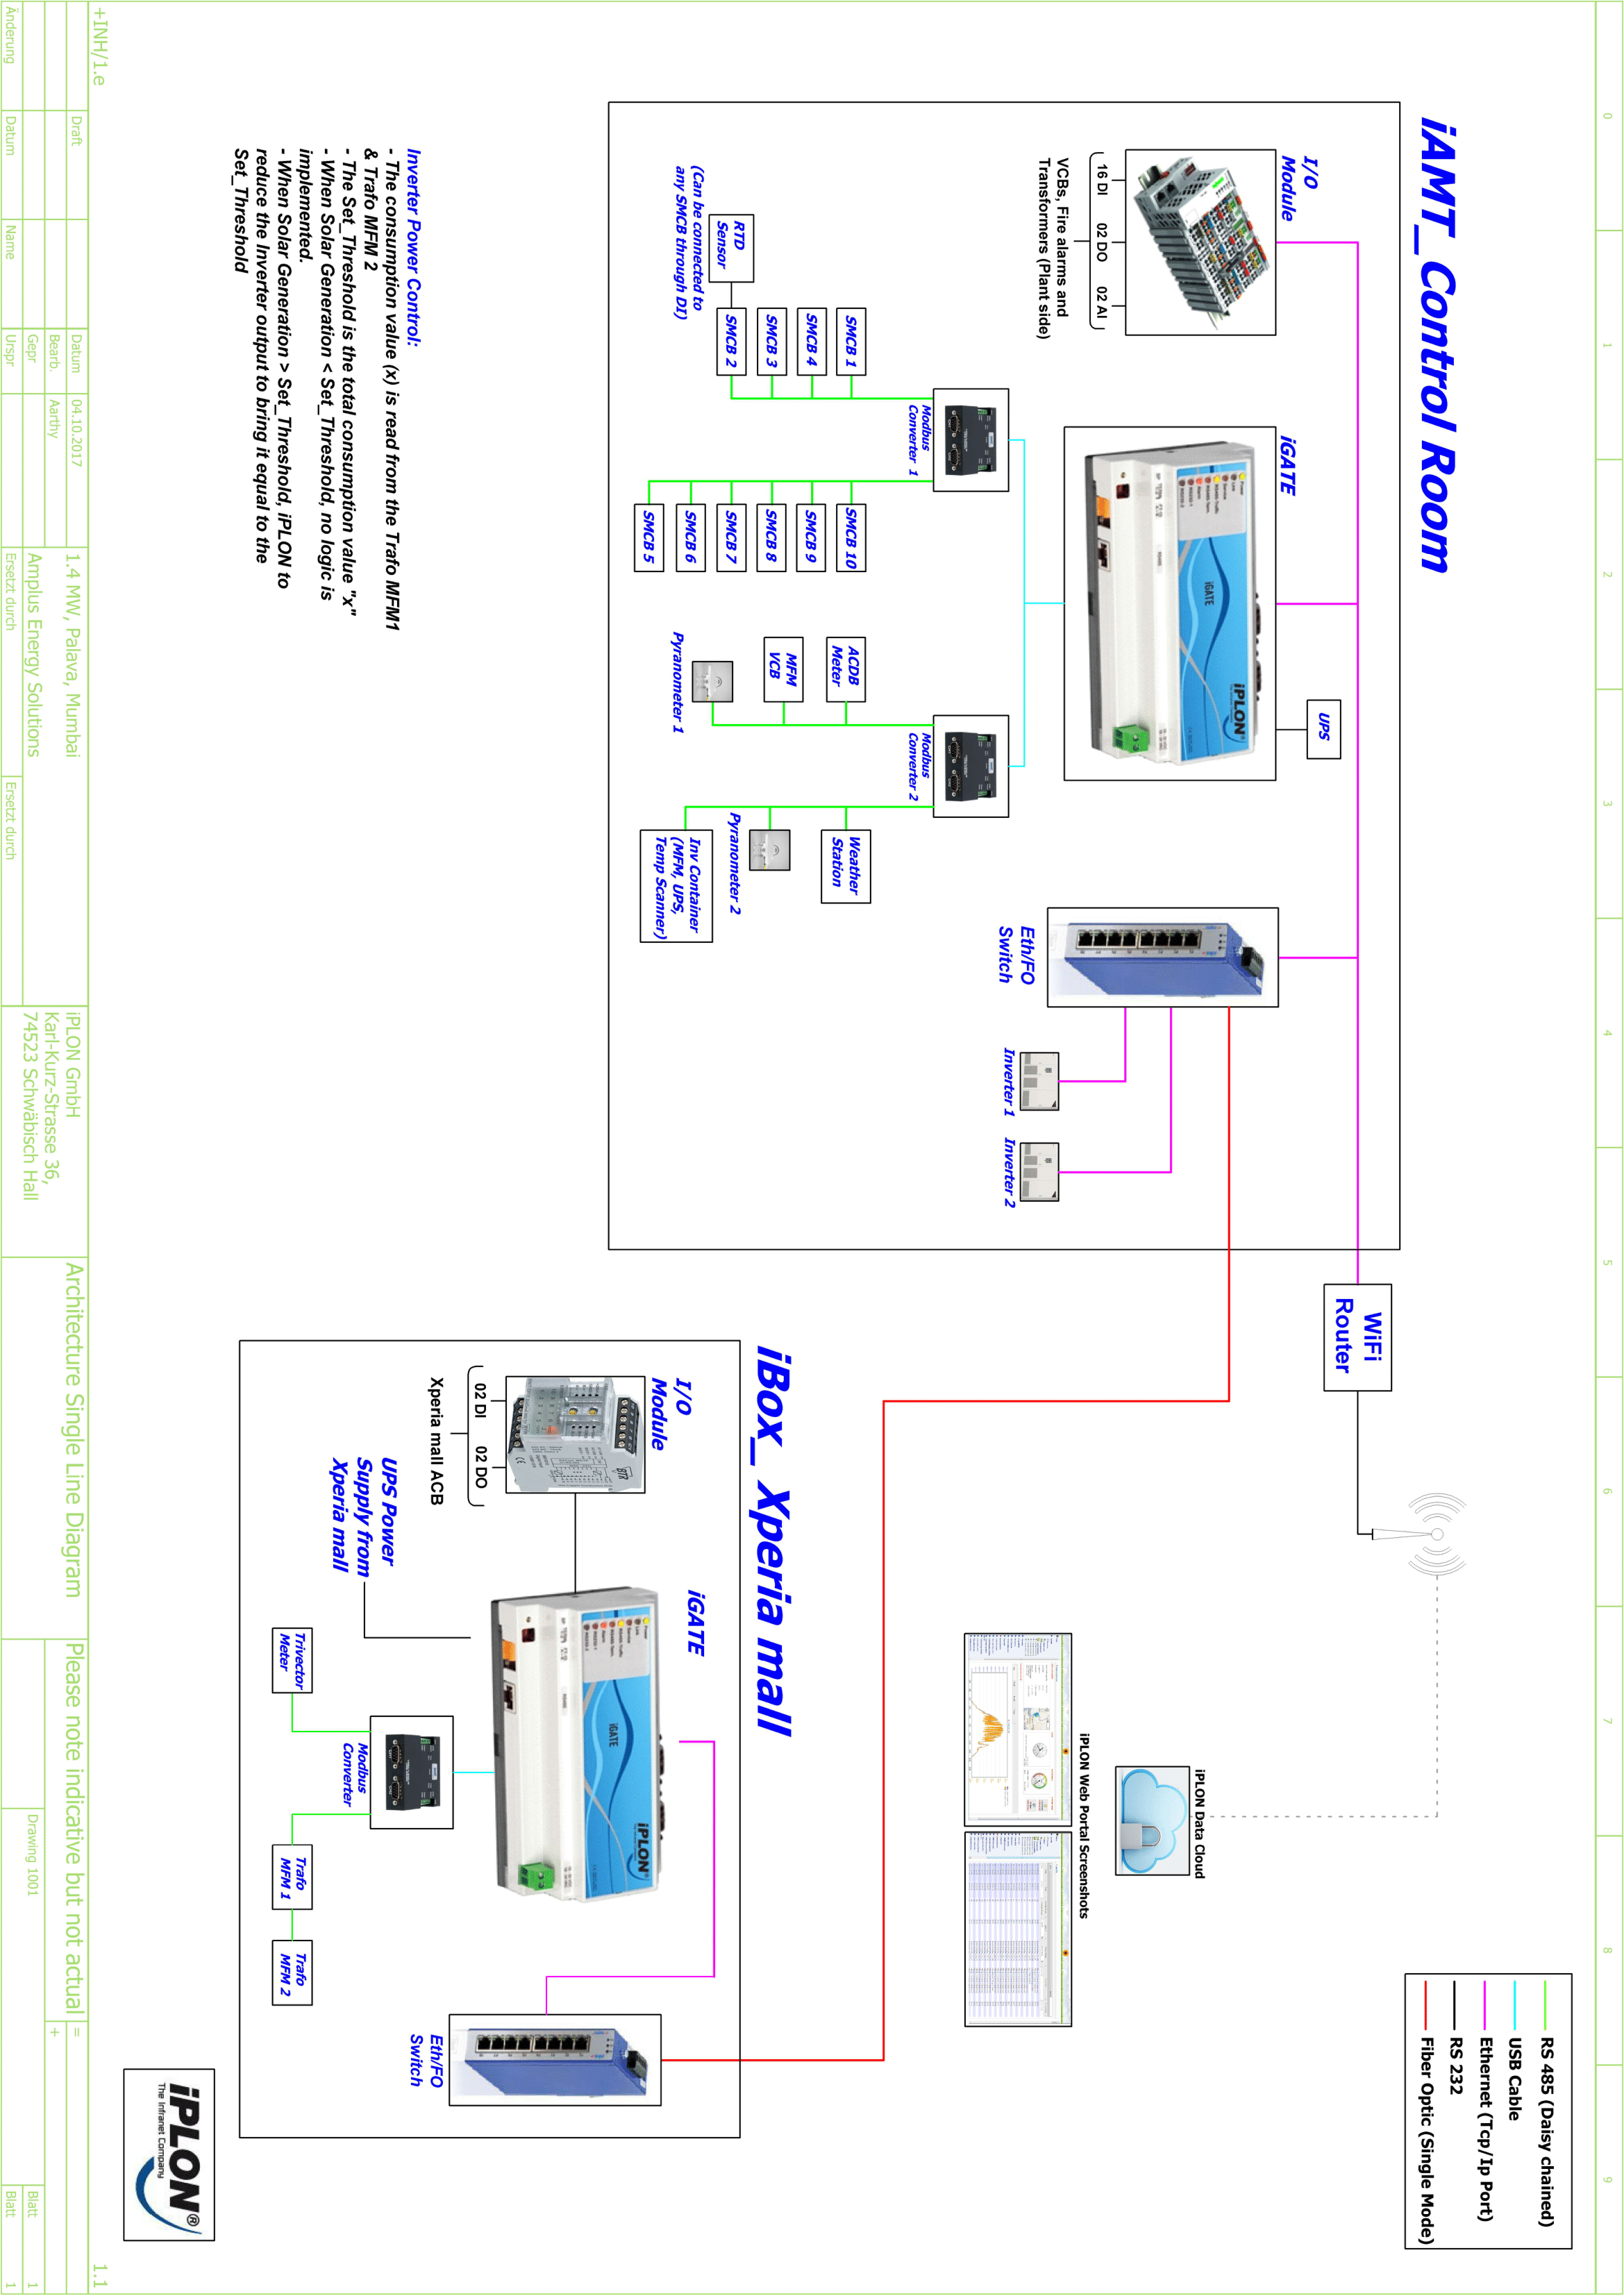 0 1 2 3 4 5 6 7 8 9
iAMT_Control Room
I/O
Module
16 DI 02 DO 02 AI
VCBs, Fire alarms and
Transformers (Plant side)
iGATE
iGATE
iPLON®
UPS
RTD
Sensor
(Can be connected to
any SMCB through DI)
SMCB 1
SMCB 4
SMCB 3
SMCB 2
Modbus
Converter 1
SMCB 10
SMCB 9
SMCB 8
SMCB 7
SMCB 6
SMCB 5
ACDB
Meter
MFM
VCB
Pyranometer 1
Modbus
Converter 2
Weather
Station
Pyranometer 2
Inv Container
(MFM, UPS,
Temp Scanner)
Eth/FO
Switch
Inverter 1
Inverter 2
WiFi
Router
iPLON Data Cloud
iPLON Web Portal Screenshots
RS 485 (Daisy chained)
USB Cable
Ethernet (Tcp/Ip Port)
RS 232
Fiber Optic (Single Mode)
Inverter Power Control:
- The consumption value (x) is read from the Trafo MFM1
& Trafo MFM 2
- The Set_Threshold is the total consumption value "x"
- When Solar Generation < Set_Threshold, no logic is
implemented.
- When Solar Generation > Set_Threshold, iPLON to
reduce the Inverter output to bring it equal to the
Set_Threshold
iBox_ Xperia mall
I/O
Module
BTR
02 DI 02 DO
Xperia mall ACB
UPS Power
Supply from
Xperia mall
iGATE
iGATE
iPLON®
Trivector
Meter
Modbus
Converter
Trafo
MFM 1
Trafo
MFM 2
Eth/FO
Switch
iPLON®
The Infranet Company
+INH/1.e
1.1
Draft
Änderung
Datum
Name
Datum
04.10.2017
Bearb.
Aarthy
Gepr
Urspr
1.4 MW, Palava, Mumbai
Amplus Energy Solutions
Ersetzt durch
Ersetzt durch
iPLON GmbH
Karl-Kurz-Strasse 36,
74523 Schwäbisch Hall
Architecture Single Line Diagram
Please note indicative but not actual
Drawing 1001
=
+
Blatt 1
Blatt 1